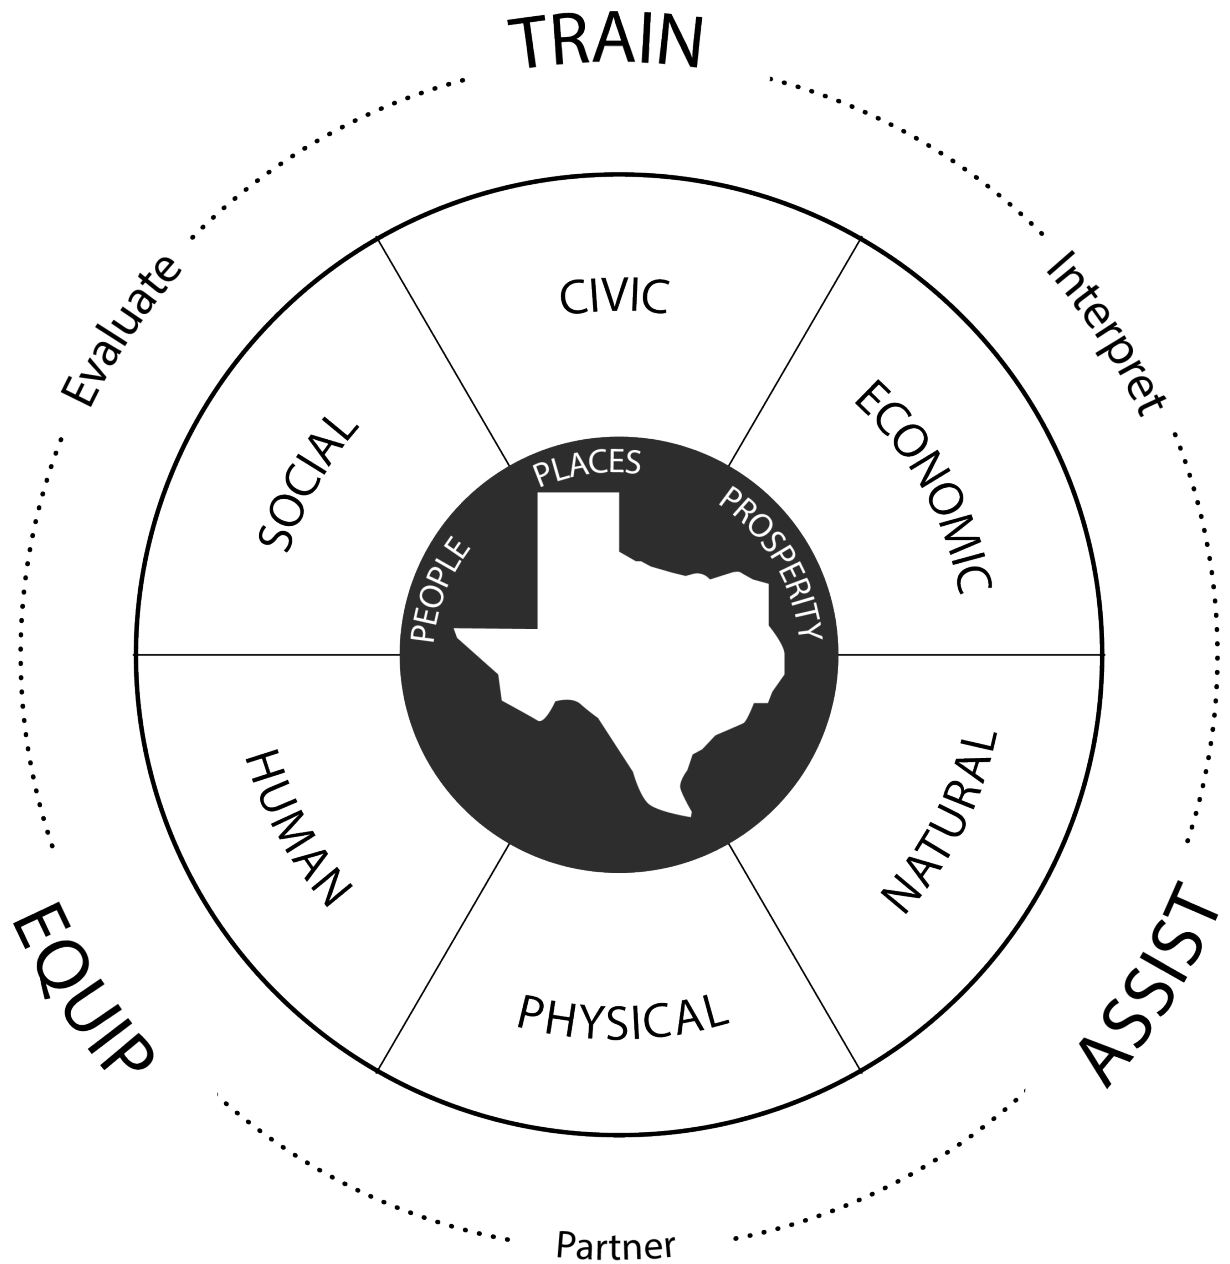 TRAIN
Interpret
ASSIST
Partner
EQUIP
Evaluate
CIVIC
ECONOMIC
NATURAL
PHYSICAL
HUMAN
SOCIAL
PEOPLE
PLACES
PROSPERITY